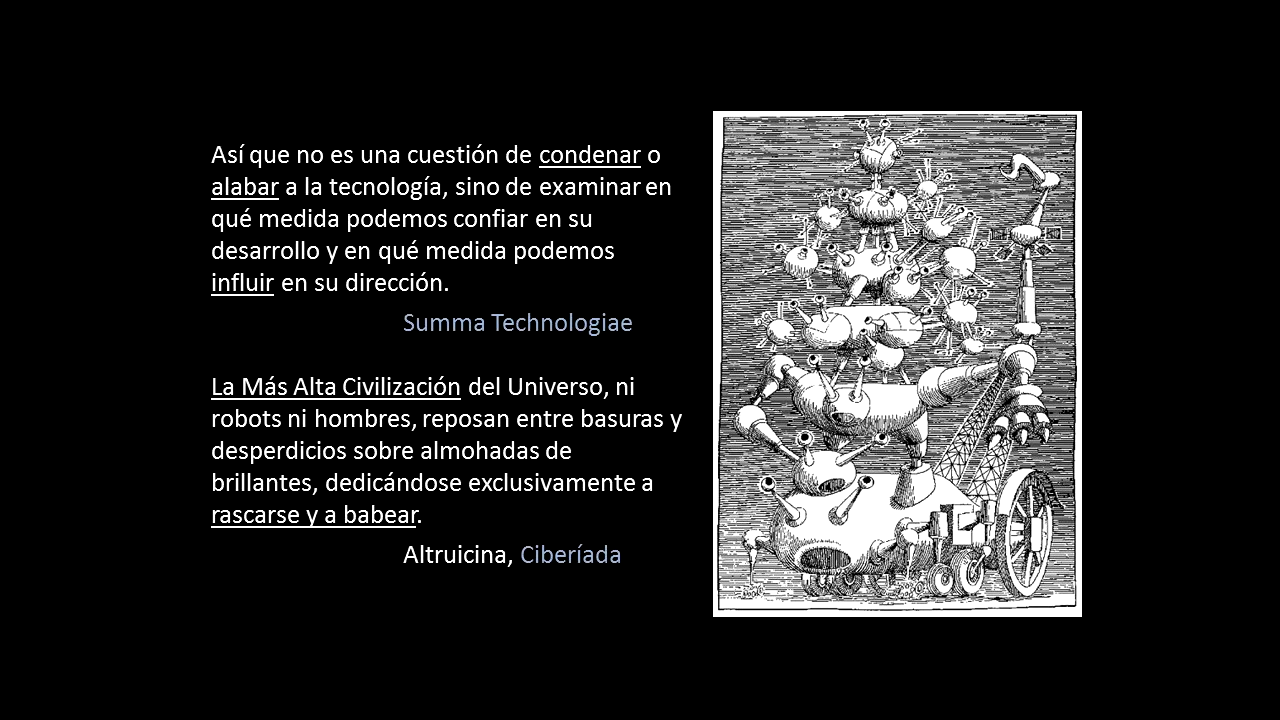 Así que no es una cuestión de condenar o
alabar a la tecnología, sino de examinar en
qué medida podemos confiar en su
desarrollo y en qué medida podemos
influir en su dirección.
Summa Technologiae
La Más Alta Civilización del Universo, ni
robots ni hombres, reposan entre basuras y
desperdicios sobre almohadas de
brillantes, dedicándose exclusivamente a
rascarse y a babear.
Altruicina, Ciberíada